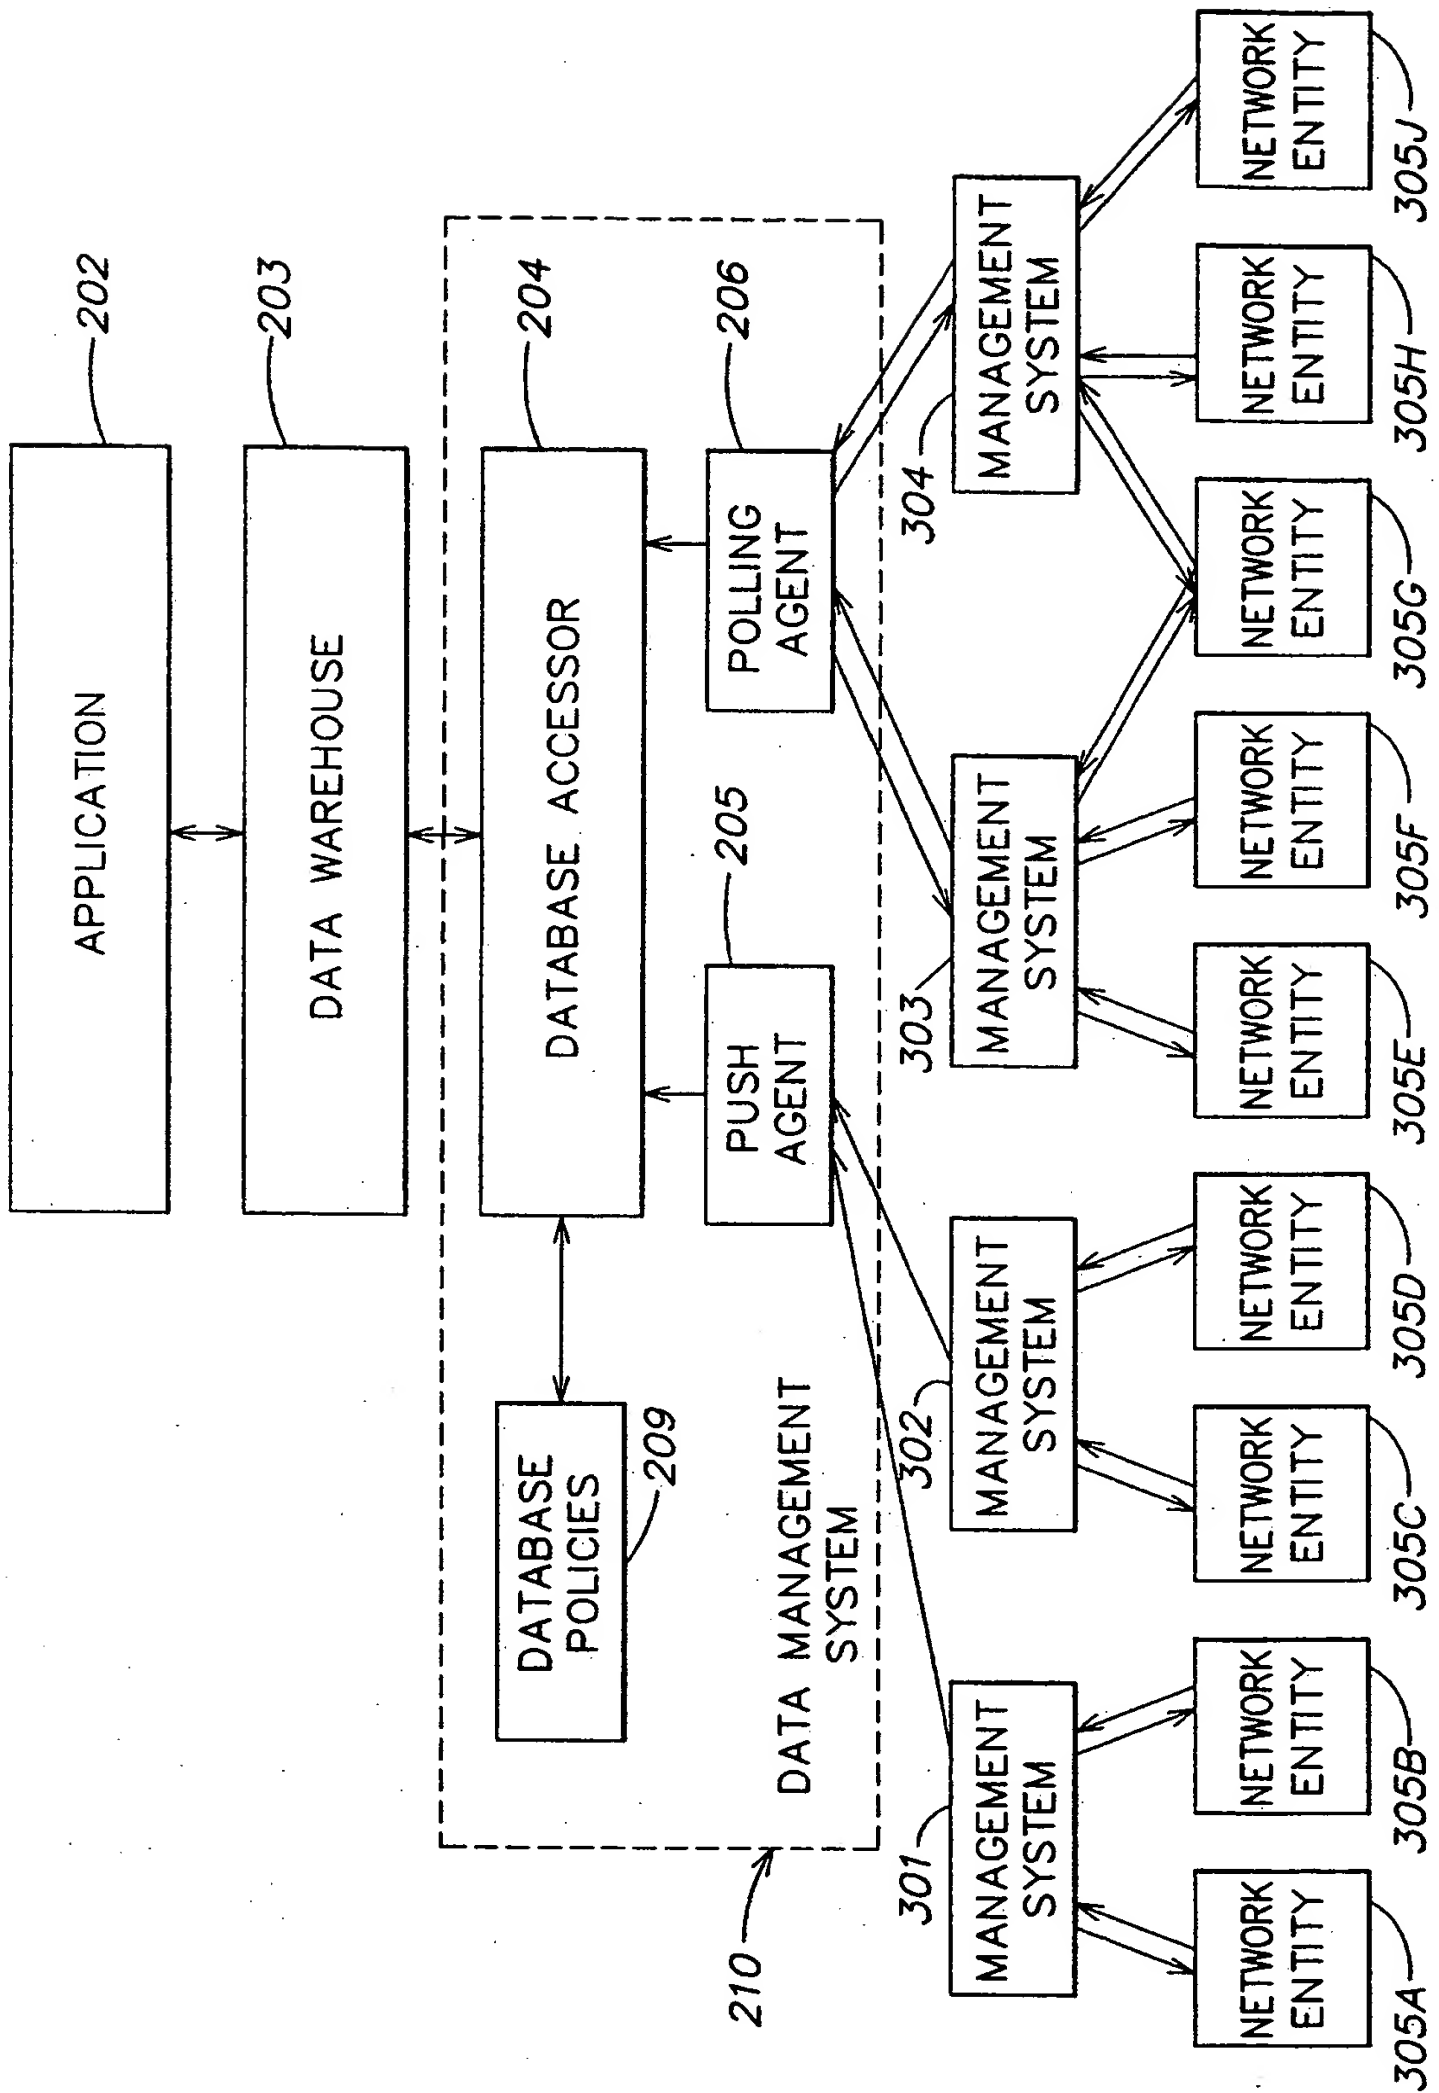 APPLICATION
202
DATA WAREHOUSE
203
DATABASE
POLICIES
209
DATABASE ACCESSOR
204
PUSH
AGENT
205
POLLING
AGENT
206
DATA MANAGEMENT
SYSTEM
210
301
MANAGEMENT
SYSTEM
302
MANAGEMENT
SYSTEM
303
MANAGEMENT
SYSTEM
304
MANAGEMENT
SYSTEM
NETWORK
ENTITY
305A
NETWORK
ENTITY
305B
NETWORK
ENTITY
305C
NETWORK
ENTITY
305D
NETWORK
ENTITY
305E
NETWORK
ENTITY
305F
NETWORK
ENTITY
305G
NETWORK
ENTITY
305H
NETWORK
ENTITY
305J